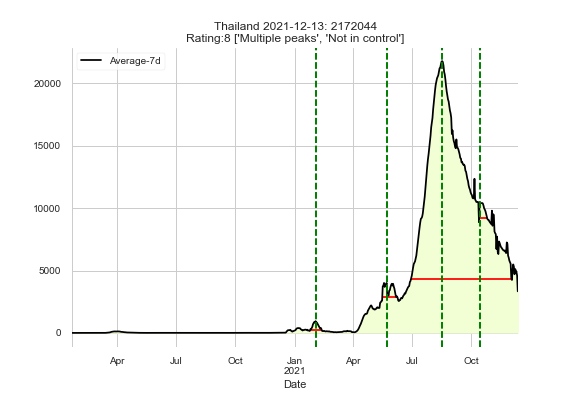 Thailand 2021-12-13: 2172044
Rating:8 ['Multiple peaks', 'Not in control']
Average-7d
20000
15000
10000
5000
0
Apr Jul Oct Jan Apr Jul Oct
2021
Date